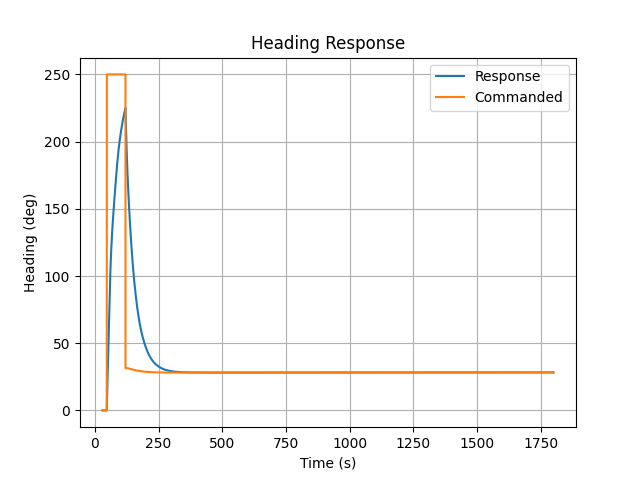 Heading Response
Response
Commanded
Heading (deg)
250
200
150
100
50
0
0 250 500 750 1000 1250 1500 1750
Time (s)